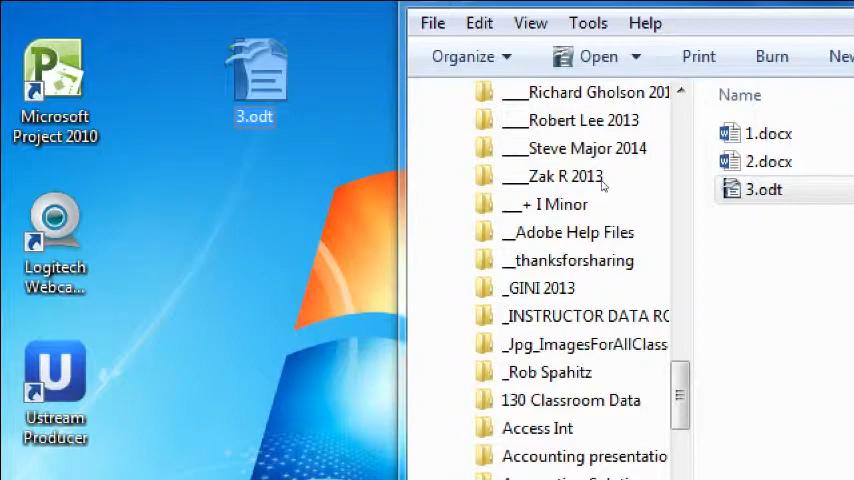 Microsoft
Project 2010
3.odt
Logitech
Webca...
U
Ustream
Producer
File Edit View Tools Help
Organize Open Print Burn New
___Richard Gholson 201
___Robert Lee 2013
___Steve Major 2014
___Zak R 2013
___+ I Minor
__Adobe Help Files
__thanksforsharing
_GINI 2013
_INSTRUCTOR DATA RO
_Jpg_ImagesForAllClass
_Rob Spahitz
130 Classroom Data
Access Int
Accounting presentatio
Name
1.docx
2.docx
3.odt